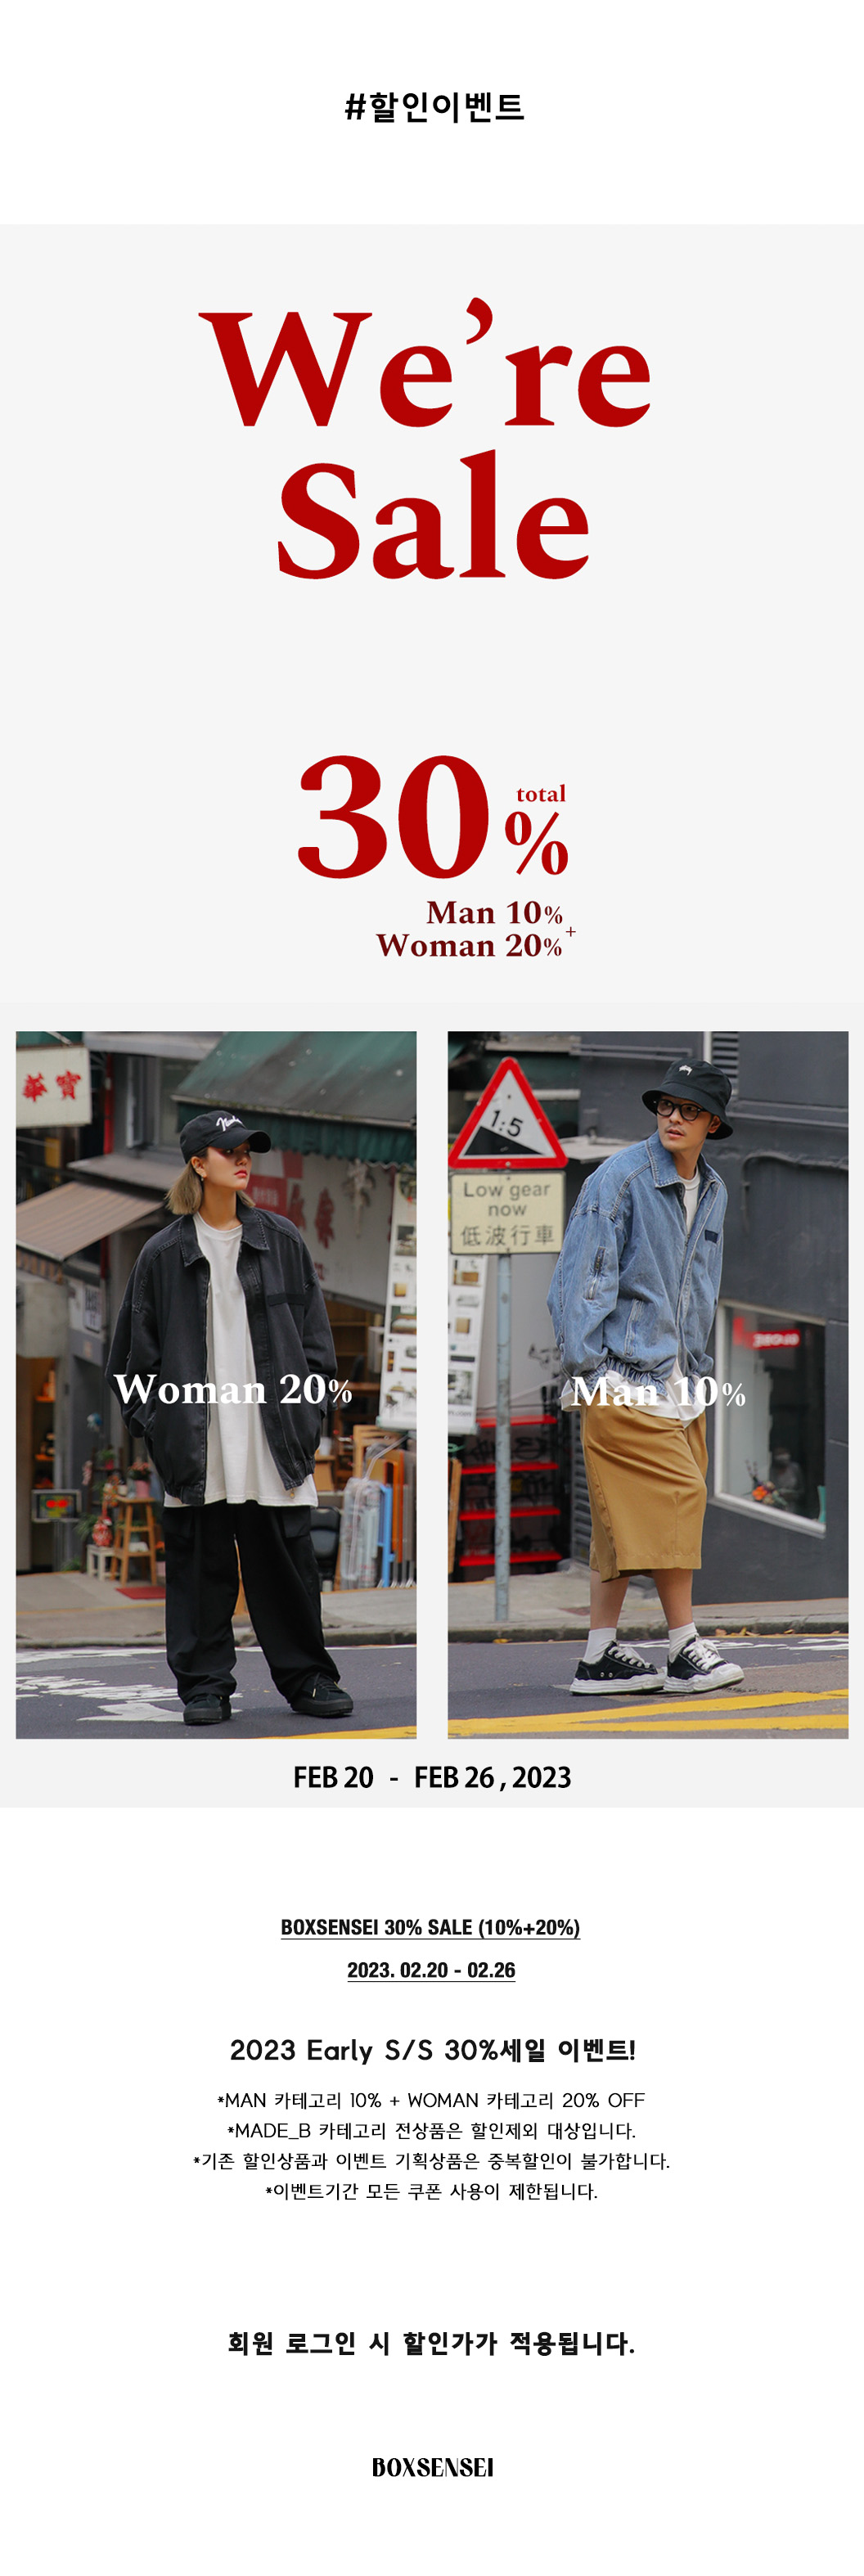 #할인이벤트
We’re
Sale
total
30%
Man 10%
+
Woman 20%
華寶
1:5
Low gear
now
低波行車
Woman 20%
Man 10%
FEB 20 - FEB 26 , 2023
BOXSENSEI 30% SALE (10%+20%)
2023. 02.20 - 02.26
2023 Early S/S 30%세일 이벤트!
*MAN 카테고리 10% + WOMAN 카테고리 20% OFF
*MADE_B 카테고리 전상품은 할인제외 대상입니다.
*기존 할인상품과 이벤트 기획상품은 중복할인이 불가합니다.
*이벤트기간 모든 쿠폰 사용이 제한됩니다.
회원 로그인 시 할인가가 적용됩니다.
BOXSENSEI